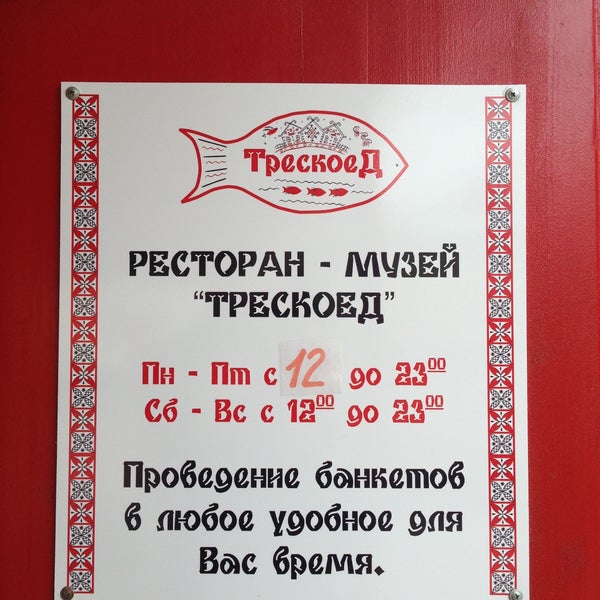 ТрескоеД
РЕСТОРАН - МУЗЕЙ
“ТРЕСКОЕД”
Пн - Пт с 12 до 23⁰⁰
Сб - Вс с 12⁰⁰ до 23⁰⁰
Проведение банкетов
в любое удобное для
Вас время.